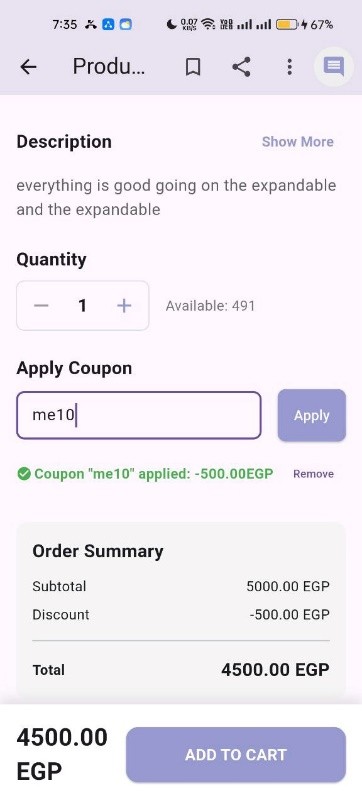 7:35 0.07 KB/S 67%
Produ...
Description Show More
everything is good going on the expandable
and the expandable
Quantity
1 Available: 491
Apply Coupon
me10 Apply
Coupon "me10" applied: -500.00EGP Remove
Order Summary
Subtotal 5000.00 EGP
Discount -500.00 EGP
Total 4500.00 EGP
4500.00
EGP
ADD TO CART